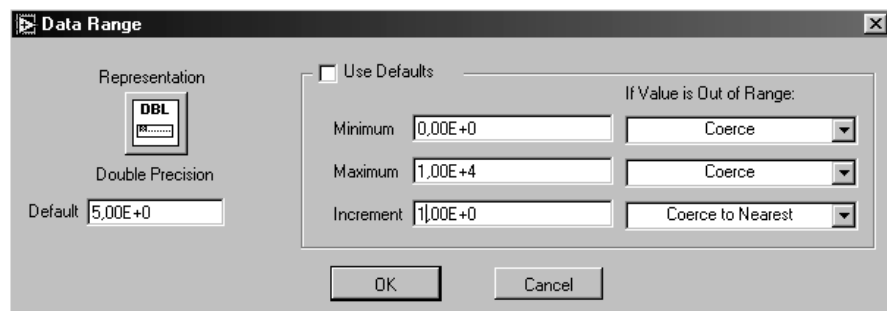 Data Range
Representation
DBL
Double Precision
Default 5,00E+0
Use Defaults
If Value is Out of Range:
Minimum 0,00E+0 Coerce
Maximum 1,00E+4 Coerce
Increment 1,00E+0 Coerce to Nearest
OK Cancel